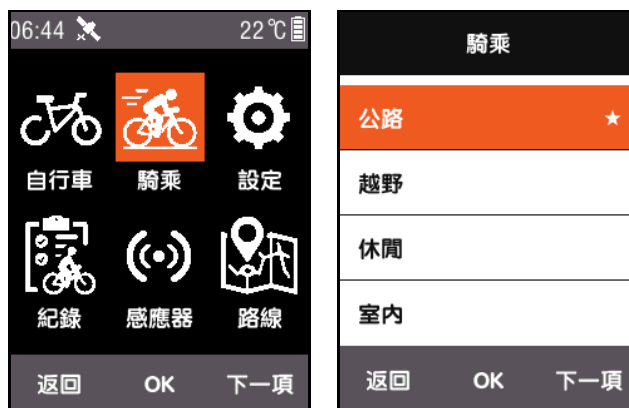 06:44 22℃
自行車 騎乘 設定
紀錄 感應器 路線
返回 OK 下一項
騎乘
公路 ★
越野
休閒
室內
返回 OK 下一項